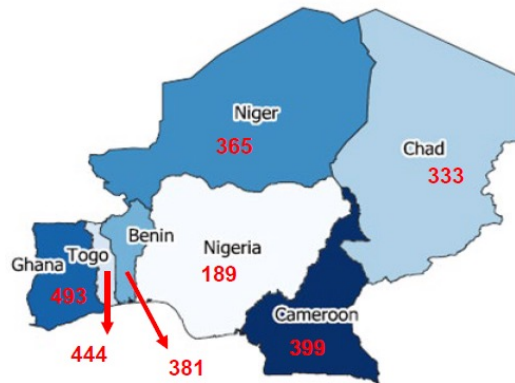 Niger
365
Chad
333
Benin
Nigeria
189
Togo
Ghana
493
444
381
Cameroon
399